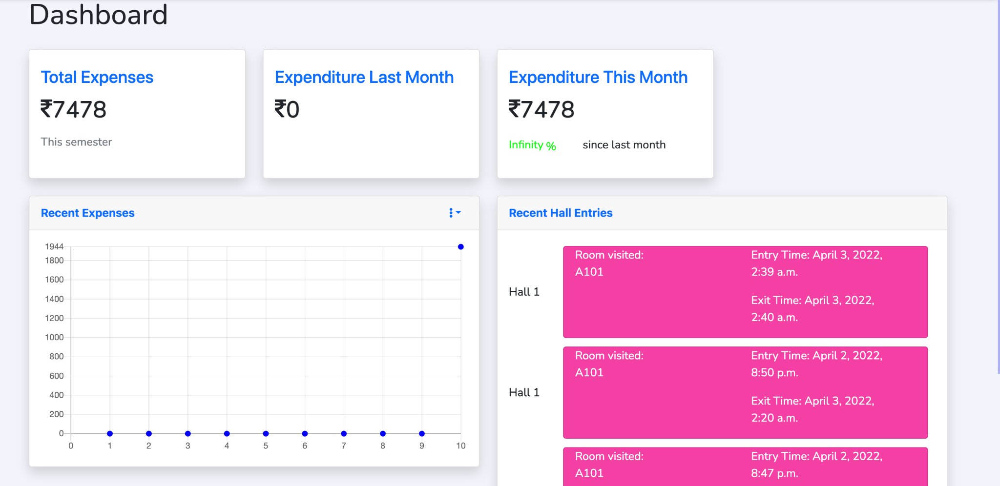 Dashboard
Total Expenses
₹7478
This semester
Expenditure Last Month
₹0
Expenditure This Month
₹7478
Infinity % since last month
Recent Expenses
1944
1800
1600
1400
1200
1000
800
600
400
200
0
0 1 2 3 4 5 6 7 8 9 10
Recent Hall Entries
Hall 1
Room visited:
A101
Entry Time: April 3, 2022,
2:39 a.m.
Exit Time: April 3, 2022,
2:40 a.m.
Hall 1
Room visited:
A101
Entry Time: April 2, 2022,
8:50 p.m.
Exit Time: April 3, 2022,
2:20 a.m.
Room visited:
A101
Entry Time: April 2, 2022,
8:47 p.m.